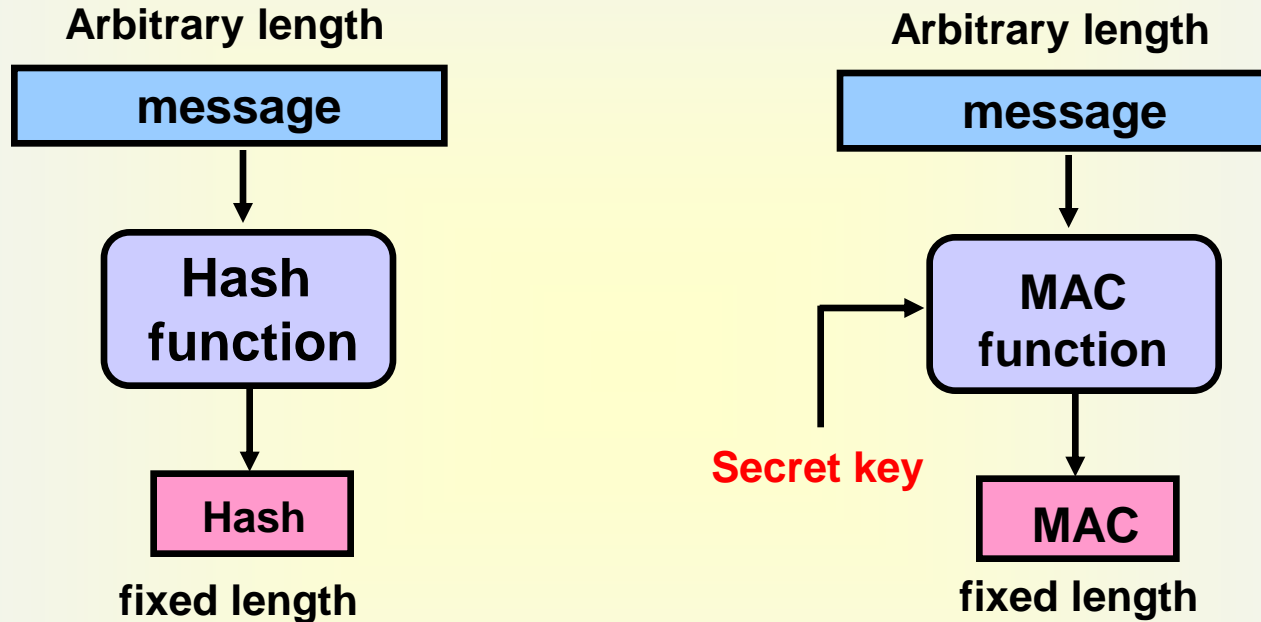 Arbitrary length
message
Hash
function
Hash
fixed length
Arbitrary length
message
MAC
function
Secret key
MAC
fixed length